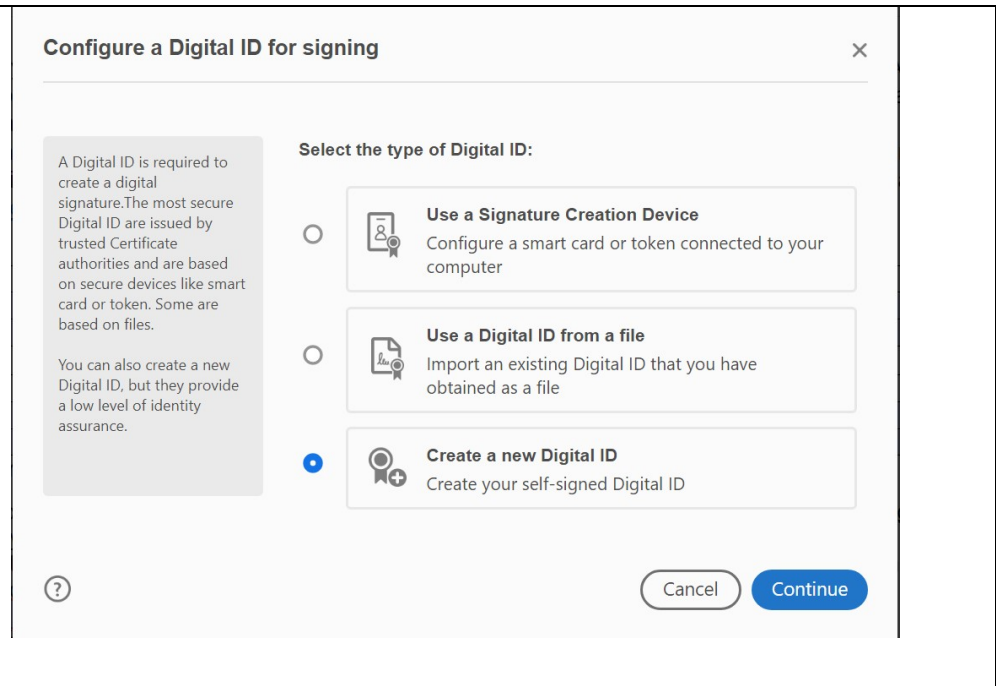 Configure a Digital ID for signing
A Digital ID is required to
create a digital
signature.The most secure
Digital ID are issued by
trusted Certificate
authorities and are based
on secure devices like smart
card or token. Some are
based on files.
You can also create a new
Digital ID, but they provide
a low level of identity
assurance.
Select the type of Digital ID:
Use a Signature Creation Device
Configure a smart card or token connected to your
computer
Use a Digital ID from a file
Import an existing Digital ID that you have
obtained as a file
Create a new Digital ID
Create your self-signed Digital ID
?
Cancel
Continue